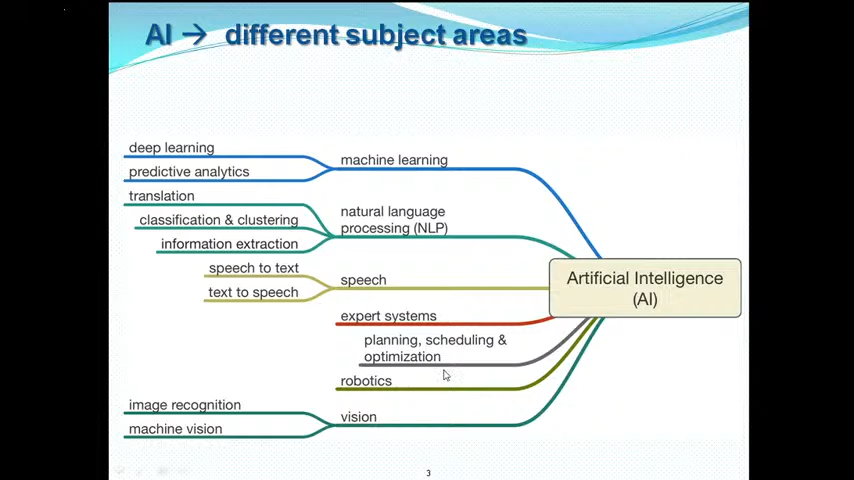 AI → different subject areas
deep learning
predictive analytics
machine learning
translation
classification & clustering
information extraction
natural language
processing (NLP)
speech to text
text to speech
speech
expert systems
planning, scheduling &
optimization
robotics
image recognition
machine vision
vision
Artificial Intelligence
(AI)
3